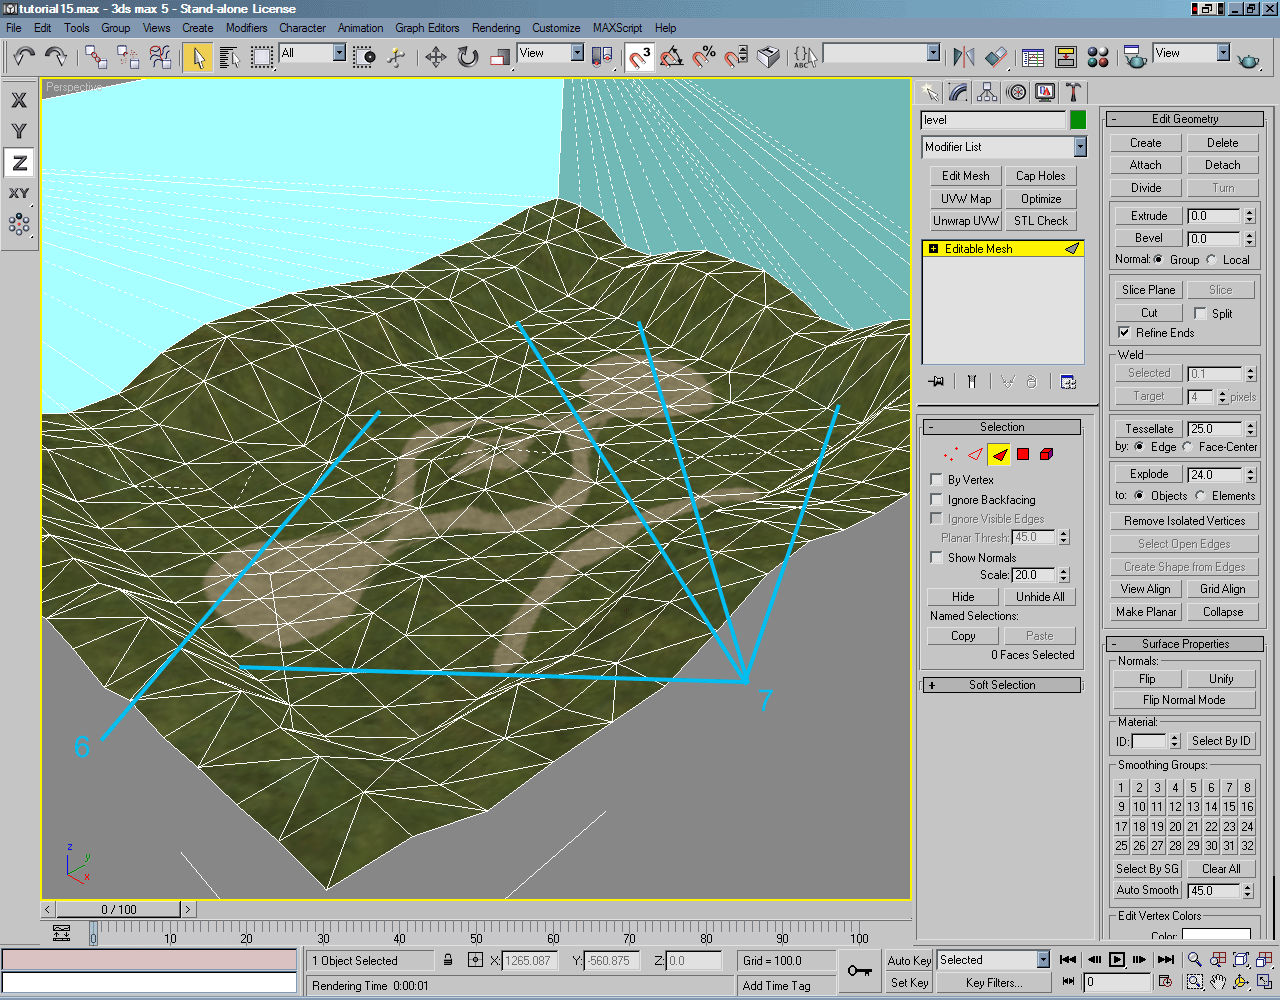 tutorial15.max - 3ds max 5 - Stand-alone License
File Edit Tools Group Views Create Modifiers Character Animation Graph Editors Rendering Customize MAXScript Help
All View 3 % {} ABC View
X
Y
Z
XY
Perspective
6
7
z
y
x
level
Modifier List
Edit Mesh Cap Holes
UVW Map Optimize
Unwrap UVW STL Check
Editable Mesh
- Selection
By Vertex
Ignore Backfacing
Ignore Visible Edges
Planar Thresh: 45.0
Show Normals
Scale: 20.0
Hide Unhide All
Named Selections:
Copy Paste
0 Faces Selected
+ Soft Selection
- Edit Geometry
Create Delete
Attach Detach
Divide Turn
Extrude 0.0
Bevel 0.0
Normal: Group Local
Slice Plane Slice
Cut Split
Refine Ends
Weld
Selected 0.1
Target 4 pixels
Tessellate 25.0
by: Edge Face-Center
Explode 24.0
to: Objects Elements
Remove Isolated Vertices
Select Open Edges
Create Shape from Edges
View Align Grid Align
Make Planar Collapse
- Surface Properties
Normals:
Flip Unify
Flip Normal Mode
Material:
ID: Select By ID
Smoothing Groups:
1 2 3 4 5 6 7 8
9 10 11 12 13 14 15 16
17 18 19 20 21 22 23 24
25 26 27 28 29 30 31 32
Select By SG Clear All
Auto Smooth 45.0
Edit Vertex Colors
Color:
< 0 / 100 >
0 10 20 30 40 50 60 70 80 90 100
1 Object Selected X: 1265.087 Y: -560.875 Z: 0.0 Grid = 100.0 Auto Key Selected
Rendering Time 0:00:01 Add Time Tag Set Key Key Filters... 0